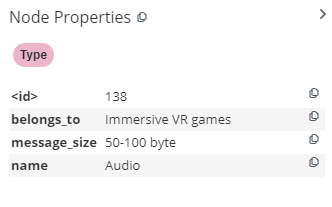 Node Properties
Type
<id> 138
belongs_to Immersive VR games
message_size 50-100 byte
name Audio